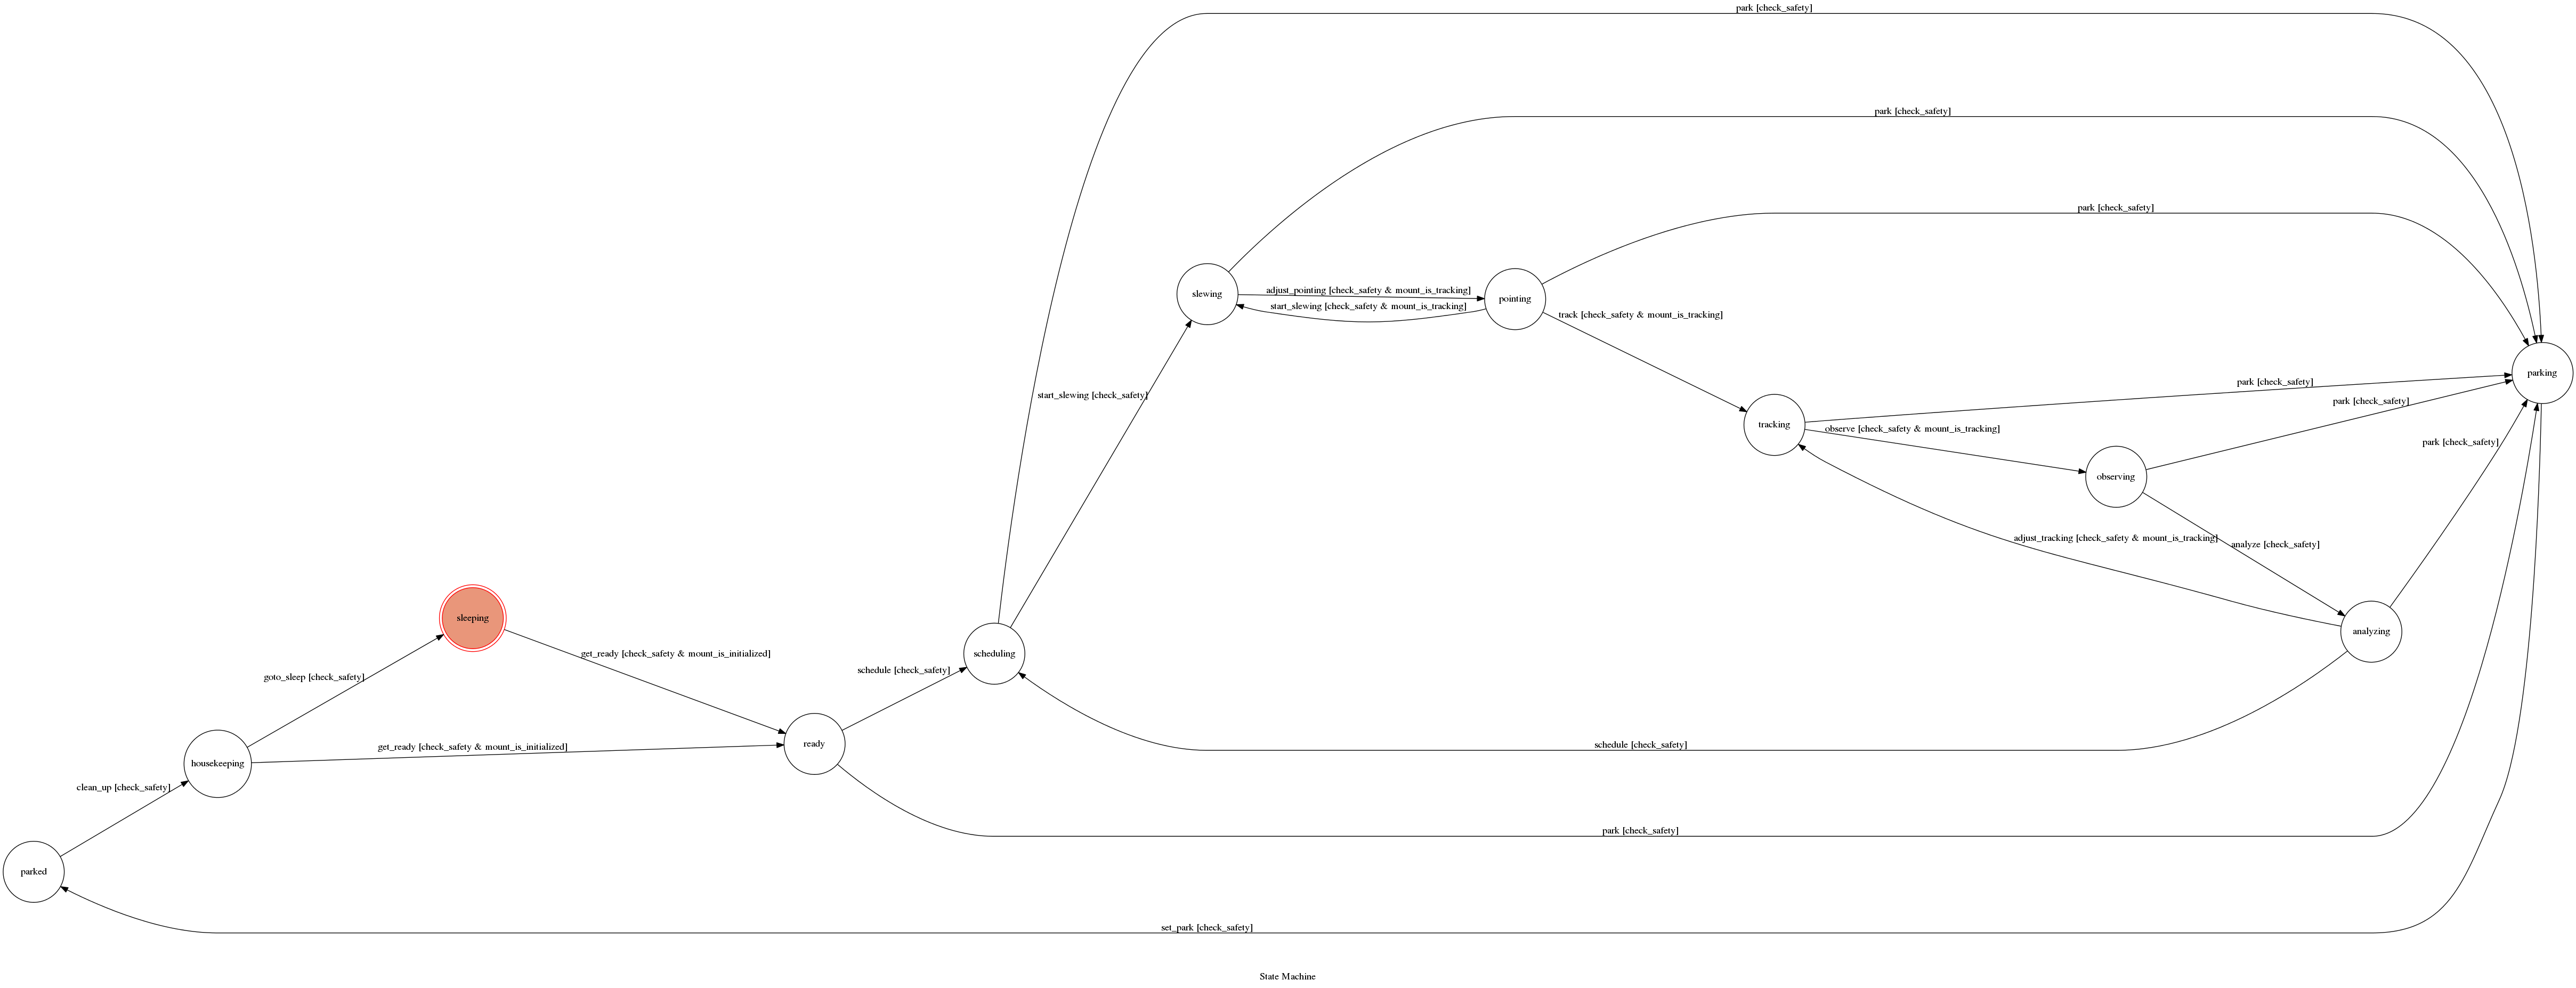 park [check_safety]
park [check_safety]
park [check_safety]
slewing
adjust_pointing [check_safety & mount_is_tracking]
start_slewing [check_safety & mount_is_tracking]
pointing
track [check_safety & mount_is_tracking]
parking
park [check_safety]
start_slewing [check_safety]
park [check_safety]
tracking
observe [check_safety & mount_is_tracking]
park [check_safety]
observing
adjust_tracking [check_safety & mount_is_tracking]
analyze [check_safety]
sleeping
analyzing
get_ready [check_safety & mount_is_initialized]
scheduling
schedule [check_safety]
goto_sleep [check_safety]
ready
schedule [check_safety]
get_ready [check_safety & mount_is_initialized]
housekeeping
clean_up [check_safety]
park [check_safety]
parked
set_park [check_safety]
State Machine